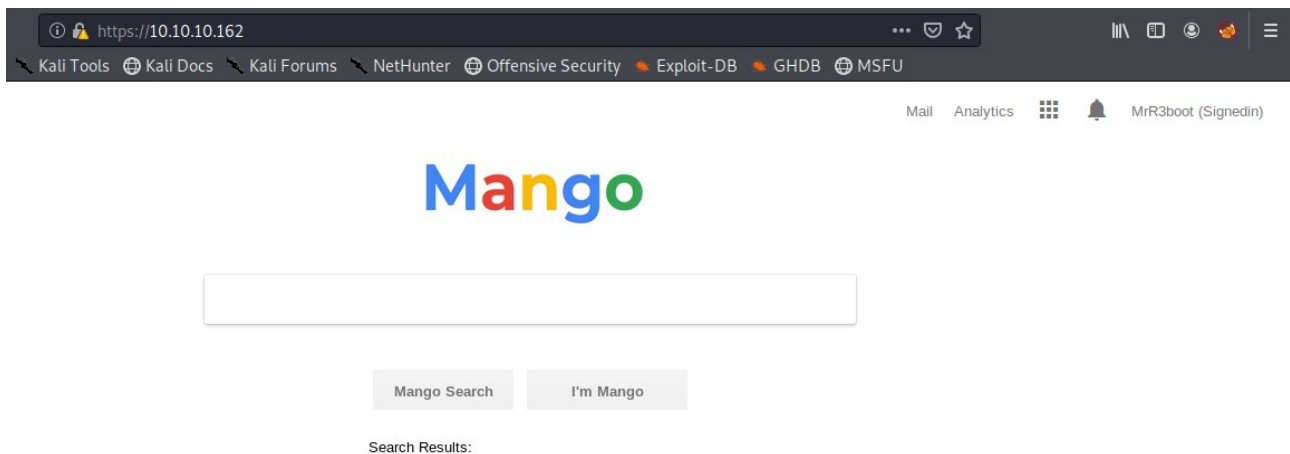 https://10.10.10.162
Kali Tools Kali Docs Kali Forums NetHunter Offensive Security Exploit-DB GHDB MSFU
Mail Analytics MrR3boot (Signedin)
Mango
Mango Search I'm Mango
Search Results: